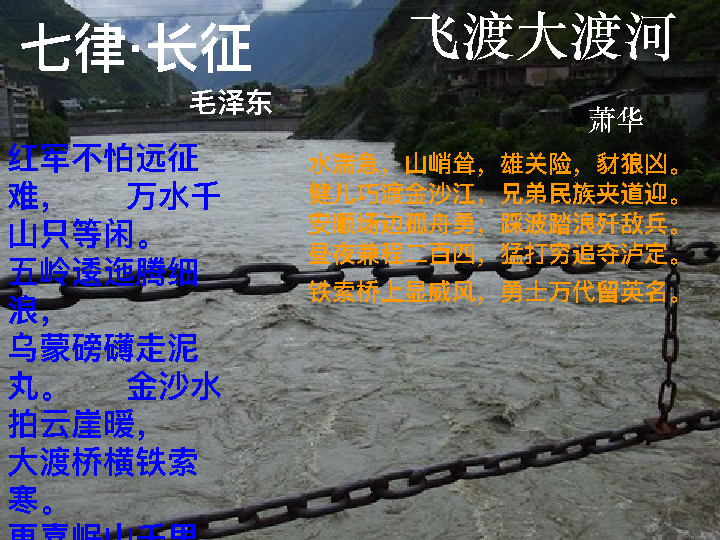 七律·长征
毛泽东
红军不怕远征
难， 万水千
山只等闲。
五岭逶迤腾细
浪，
乌蒙磅礴走泥
丸。 金沙水
拍云崖暖，
大渡桥横铁索
寒。
更喜岷山千里
飞渡大渡河
萧华
水湍急，山峭耸，雄关险，豺狼凶。
健儿巧渡金沙江，兄弟民族夹道迎。
安顺场边孤舟勇，踩波踏浪歼敌兵。
昼夜兼程二百四，猛打穷追夺泸定。
铁索桥上显威风，勇士万代留英名。